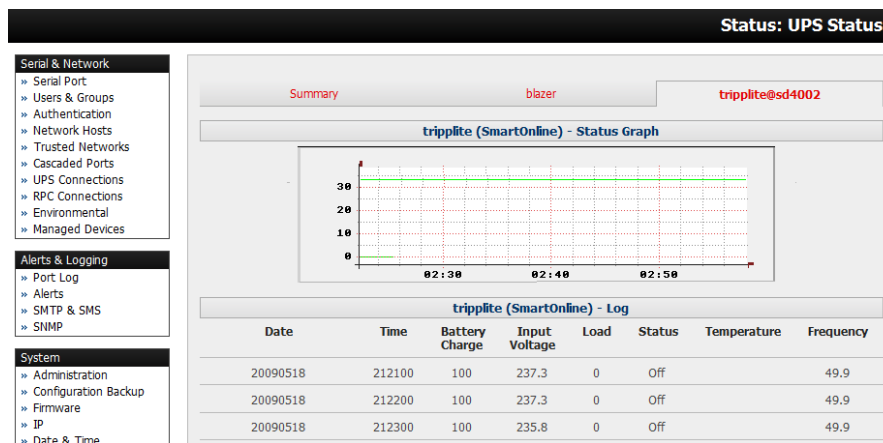 Status: UPS Status
Serial & Network
» Serial Port
» Users & Groups
» Authentication
» Network Hosts
» Trusted Networks
» Cascaded Ports
» UPS Connections
» RPC Connections
» Environmental
» Managed Devices
Alerts & Logging
» Port Log
» Alerts
» SMTP & SMS
» SNMP
System
» Administration
» Configuration Backup
» Firmware
» IP
» Date & Time
Summary blazer tripplite@sd4002
tripplite (SmartOnline) - Status Graph
30
20
10
0
02:30 02:40 02:50
tripplite (SmartOnline) - Log
Date Time Battery Charge Input Voltage Load Status Temperature Frequency
20090518 212100 100 237.3 0 Off 49.9
20090518 212200 100 237.3 0 Off 49.9
20090518 212300 100 235.8 0 Off 49.9